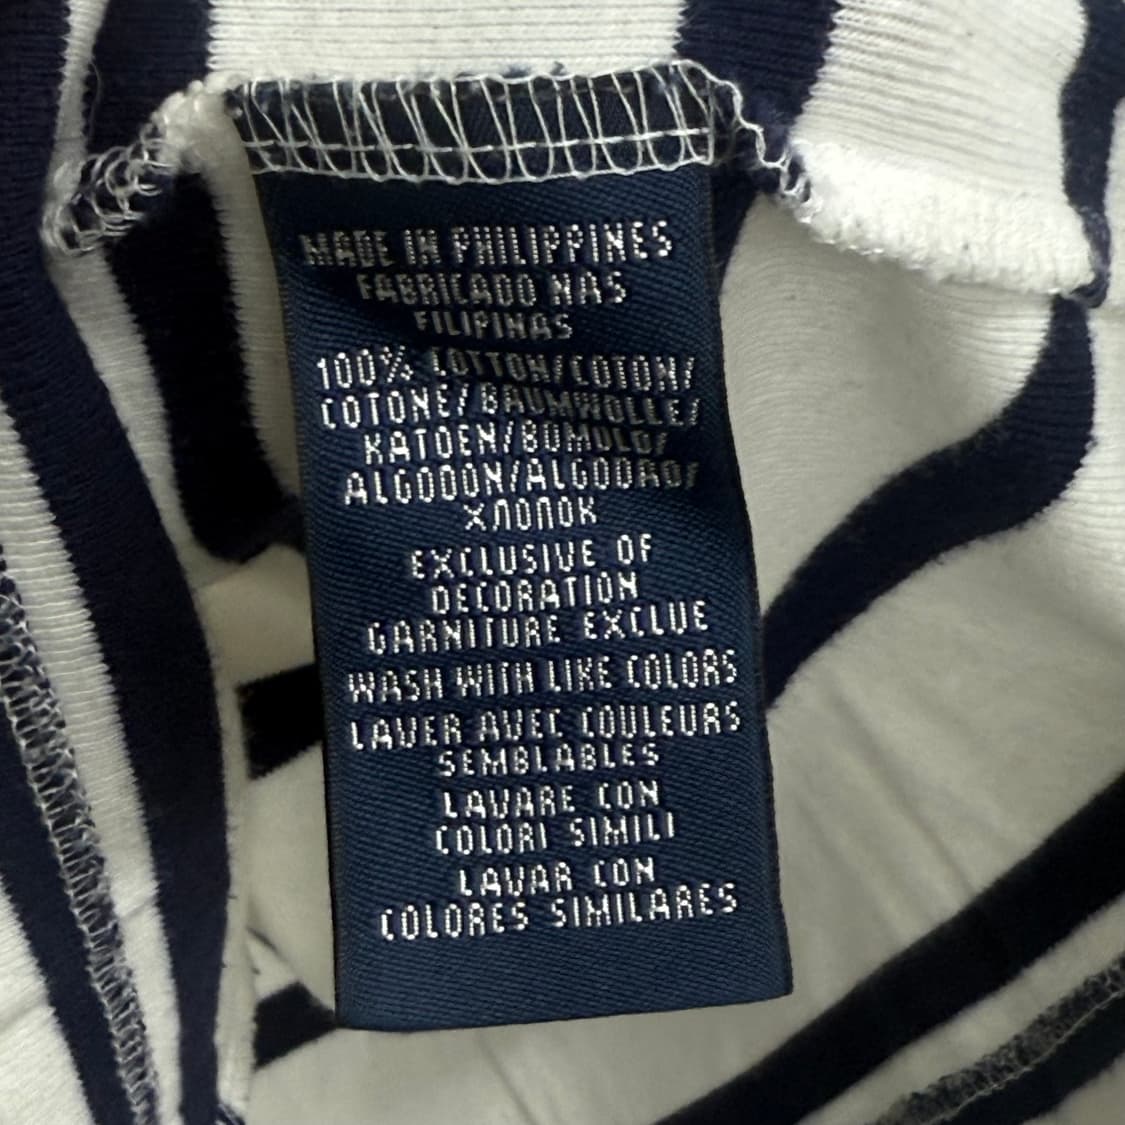 MADE IN PHILIPPINES
FABRICADO NAS
FILIPINAS
100% COTTON/COTON/
COTONE/BAUMWOLLE/
KATOEN/BOMULD/
ALGODON/ALGODAO/
ХЛОПОК
EXCLUSIVE OF
DECORATION
GARNITURE EXCLUE
WASH WITH LIKE COLORS
LAVER AVEC COULEURS
SEMBLABLES
LAVARE CON
COLORI SIMILI
LAVAR CON
COLORES SIMILARES